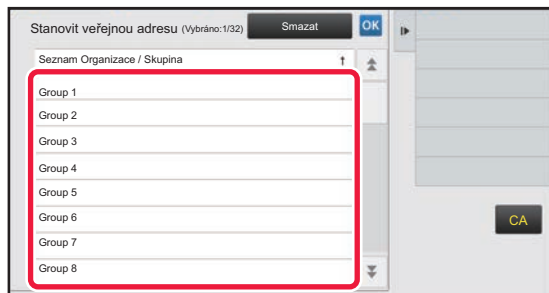 Stanovit veřejnou adresu (Vybráno:1/32) Smazat OK
Seznam Organizace / Skupina
Group 1
Group 2
Group 3
Group 4
Group 5
Group 6
Group 7
Group 8
CA